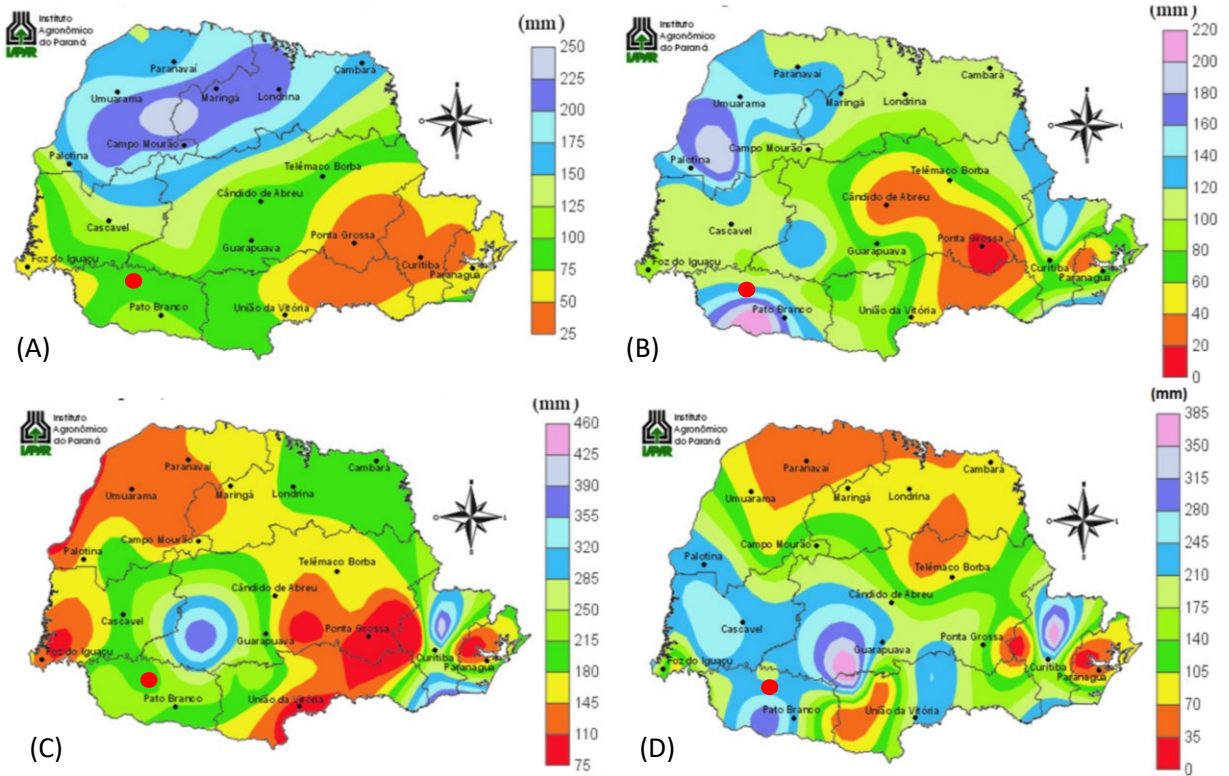 Instituto
Agronômico
do Paraná
IAPAR
(mm)
250
225
200
175
150
125
100
75
50
25
Paranavaí
Cambará
Umuarama
Maringá
Londrina
Campo Mourão
Palotina
Telêmaco Borba
Cândido de Abreu
Cascavel
Guarapuava
Ponta Grossa
Foz do Iguaçu
Curitiba
Paranaguá
Pato Branco
União da Vitória
(A)
Instituto
Agronômico
do Paraná
IAPAR
(mm)
220
200
180
160
140
120
100
80
60
40
20
0
Paranavaí
Cambará
Umuarama
Maringá
Londrina
Campo Mourão
Palotina
Telêmaco Borba
Cândido de Abreu
Cascavel
Guarapuava
Ponta Grossa
Foz do Iguaçu
Curitiba
Paranaguá
Pato Branco
União da Vitória
(B)
Instituto
Agronômico
do Paraná
IAPAR
(mm)
460
425
390
355
320
285
250
215
180
145
110
75
Paranavaí
Cambará
Umuarama
Maringá
Londrina
Campo Mourão
Palotina
Telêmaco Borba
Cândido de Abreu
Cascavel
Guarapuava
Ponta Grossa
Foz do Iguaçu
Curitiba
Paranaguá
Pato Branco
União da Vitória
(C)
Instituto
Agronômico
do Paraná
IAPAR
(mm)
385
350
315
280
245
210
175
140
105
70
35
0
Paranavaí
Cambará
Umuarama
Maringá
Londrina
Campo Mourão
Palotina
Telêmaco Borba
Cândido de Abreu
Cascavel
Guarapuava
Ponta Grossa
Foz do Iguaçu
Curitiba
Paranaguá
Pato Branco
União da Vitória
(D)